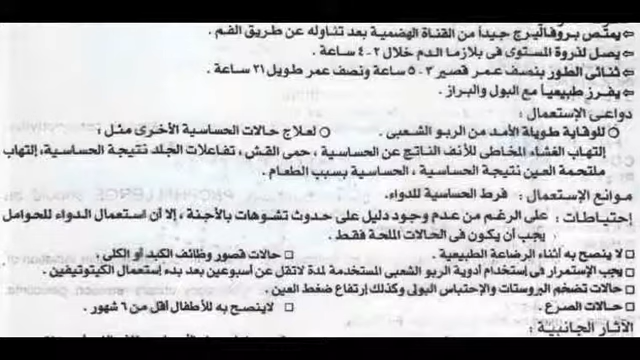 ⇐ يمتص بروفاليرج جيداً من القناة الهضمية بعد تناوله عن طريق الفم .
⇐ يصل لذروة المستوى فى بلازما الدم خلال ٢-٤ ساعة .
⇐ ثنائى الطور بنصف عمر قصير ٣-٥ ساعة ونصف عمر طويل ٢١ ساعة .
⇐ يفرز طبيعياً مع البول والبراز .
دواعى الإستعمال :
○ للوقاية طويلة الأمد من الربو الشعبى . ○ لعلاج حالات الحساسية الأخرى مثل :
إلتهاب الغشاء المخاطى للأنف الناتج عن الحساسية ، حمى القش ، تفاعلات الجلد نتيجة الحساسية، إلتهاب
ملتحمة العين نتيجة الحساسية ، الحساسية بسبب الطعام .
موانع الإستعمال : فرط الحساسية للدواء.
إحتياطات : على الرغم من عدم وجود دليل على حدوث تشوهات بالأجنة ، إلا أن استعمال الدواء للحوامل
يجب أن يكون فى الحالات الملحة فقط .
□ لا ينصح به أثناء الرضاعة الطبيعية . □ حالات قصور وظائف الكبد أو الكلى .
□ يجب الإستمرار فى إستخدام أدوية الربو الشعبى المستخدمة لمدة لاتقل عن أسبوعين بعد بدء إستعمال الكيتوتيفين .
□ حالات تضخم البروستات والإحتباس البولى وكذلك إرتفاع ضغط العين .
□ حالات الصرع . □ لاينصح به للأطفال أقل من ٦ شهور .
الآثار الجانبية :